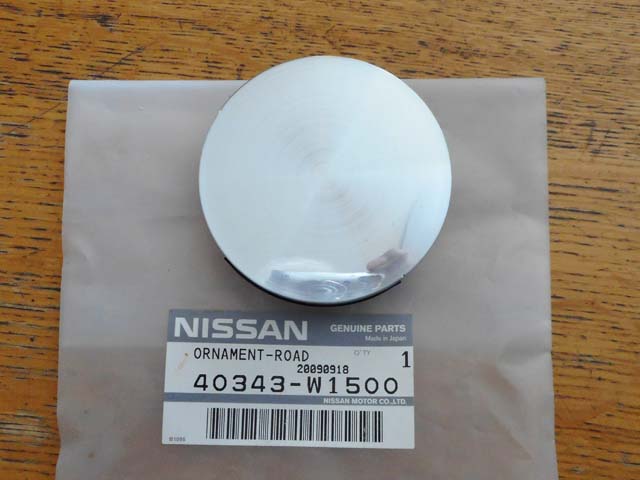 NISSAN GENUINE PARTS
Made in Japan
ORNAMENT-ROAD Q'TY 1
20090918
40343-W1500
NISSAN MOTOR CO.,LTD.